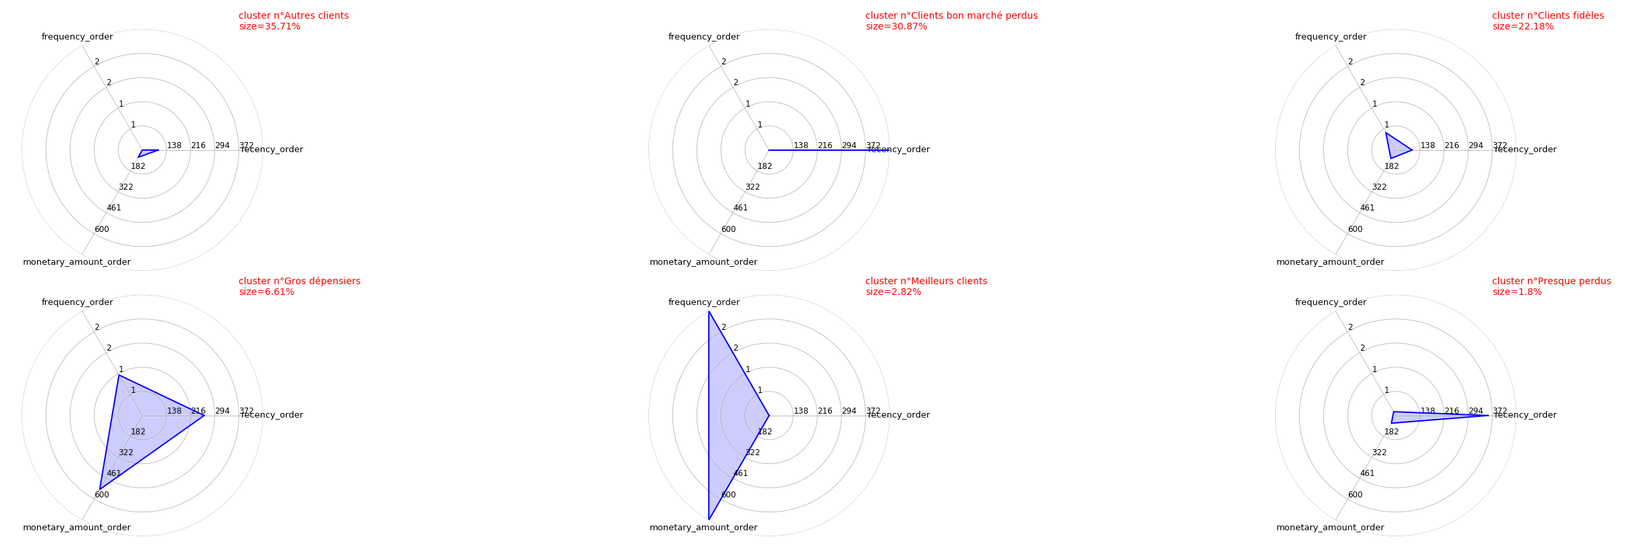 cluster n°Autres clients
size=35.71%
frequency_order
2
2
1
1
138 216 294 372
recency_order
182
322
461
600
monetary_amount_order
cluster n°Clients bon marché perdus
size=30.87%
frequency_order
2
2
1
1
138 216 294 372
recency_order
182
322
461
600
monetary_amount_order
cluster n°Clients fidèles
size=22.18%
frequency_order
2
2
1
1
138 216 294 372
recency_order
182
322
461
600
monetary_amount_order
cluster n°Gros dépensiers
size=6.61%
frequency_order
2
2
1
1
138 216 294 372
recency_order
182
322
461
600
monetary_amount_order
cluster n°Meilleurs clients
size=2.82%
frequency_order
2
2
1
1
138 216 294 372
recency_order
182
322
461
600
monetary_amount_order
cluster n°Presque perdus
size=1.8%
frequency_order
2
2
1
1
138 216 294 372
recency_order
182
322
461
600
monetary_amount_order